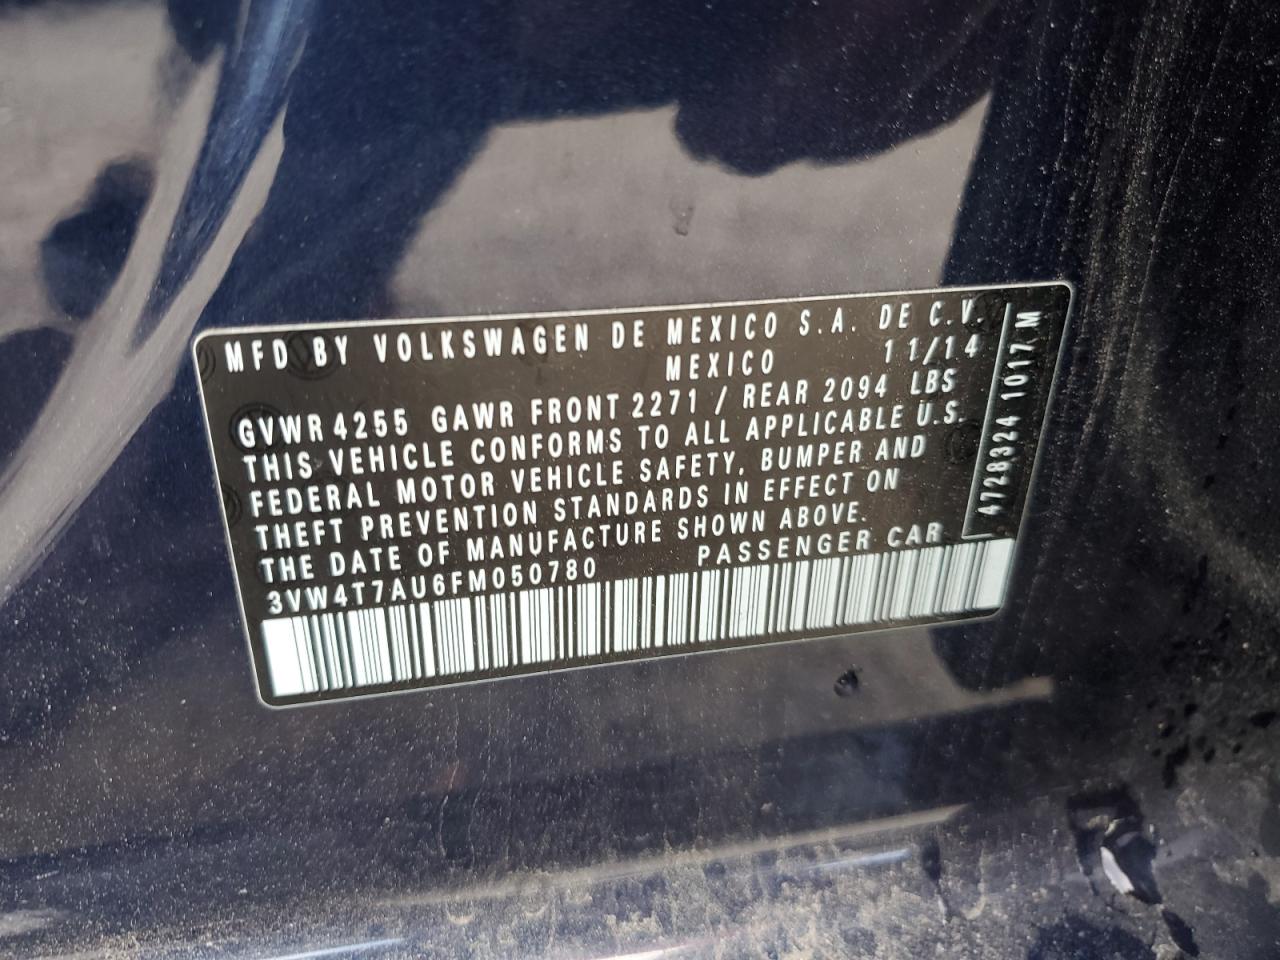 MFD BY VOLKSWAGEN DE MEXICO S.A. DE C.V.
MEXICO 11/14
GVWR 4255 GAWR FRONT 2271 / REAR 2094 LBS
THIS VEHICLE CONFORMS TO ALL APPLICABLE U.S.
FEDERAL MOTOR VEHICLE SAFETY, BUMPER AND
THEFT PREVENTION STANDARDS IN EFFECT ON
THE DATE OF MANUFACTURE SHOWN ABOVE.
3VW4T7AU6FM050780 PASSENGER CAR
4728324 1017 M